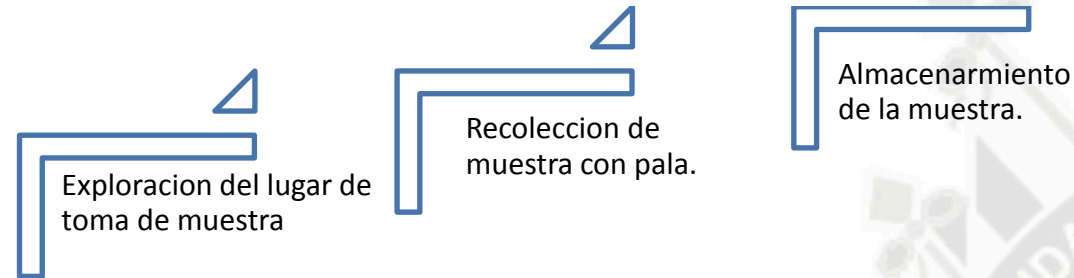 Exploracion del lugar de
toma de muestra
Recoleccion de
muestra con pala.
Almacenarmiento
de la muestra.